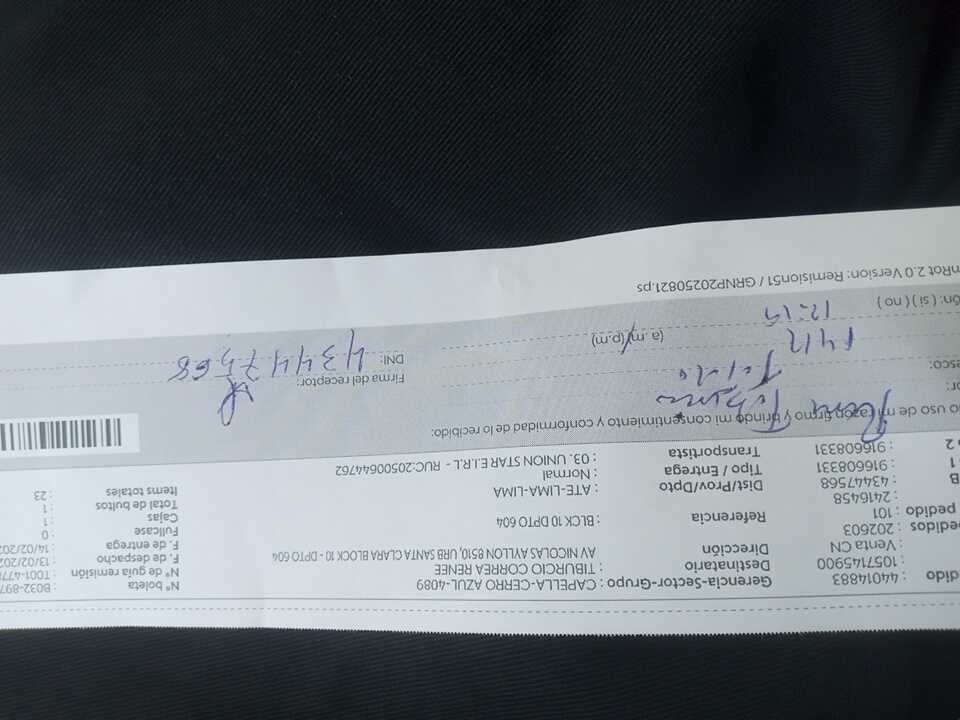 dido : 44014883 Gerencia-Sector-Grupo : CAPELLA-CERRO AZUL-4089 N° boleta : B032-897
: 1057145900 Destinatario TIBURCIO CORREA RENEE N° de guía remisión : T001-477
: Venta CN Dirección AV NICOLAS AYLLON 8510 URB SANTA CLARA BLOCK 10 - DPTO 604 F. de despacho : 13/02/202
pedidos : 202603 F. de entrega : 14/02/202
pedido : 101 Referencia : BLCK 10 DPTO 604 Fullcase : 0
: 2416458 Cajas : 1
B : 43447568 Dist/Prov/Dpto : ATE-LIMA-LIMA Total de bultos : 1
1 : 916608331 Tipo / Entrega : Normal Items totales : 23
2 : 916608331 Transportista : 03. UNION STAR E.I.R.L - RUC:20500644762
io uso de mi razón firmo y brindo mi consentimiento y conformidad de lo recibido:
or:
esco: Firma del receptor:
(a.m/p.m) DNI: 43447568
ón: ( si ) ( no ) 12:15
nRot 2.0 Version: Remision51 / GRNP20250821.ps